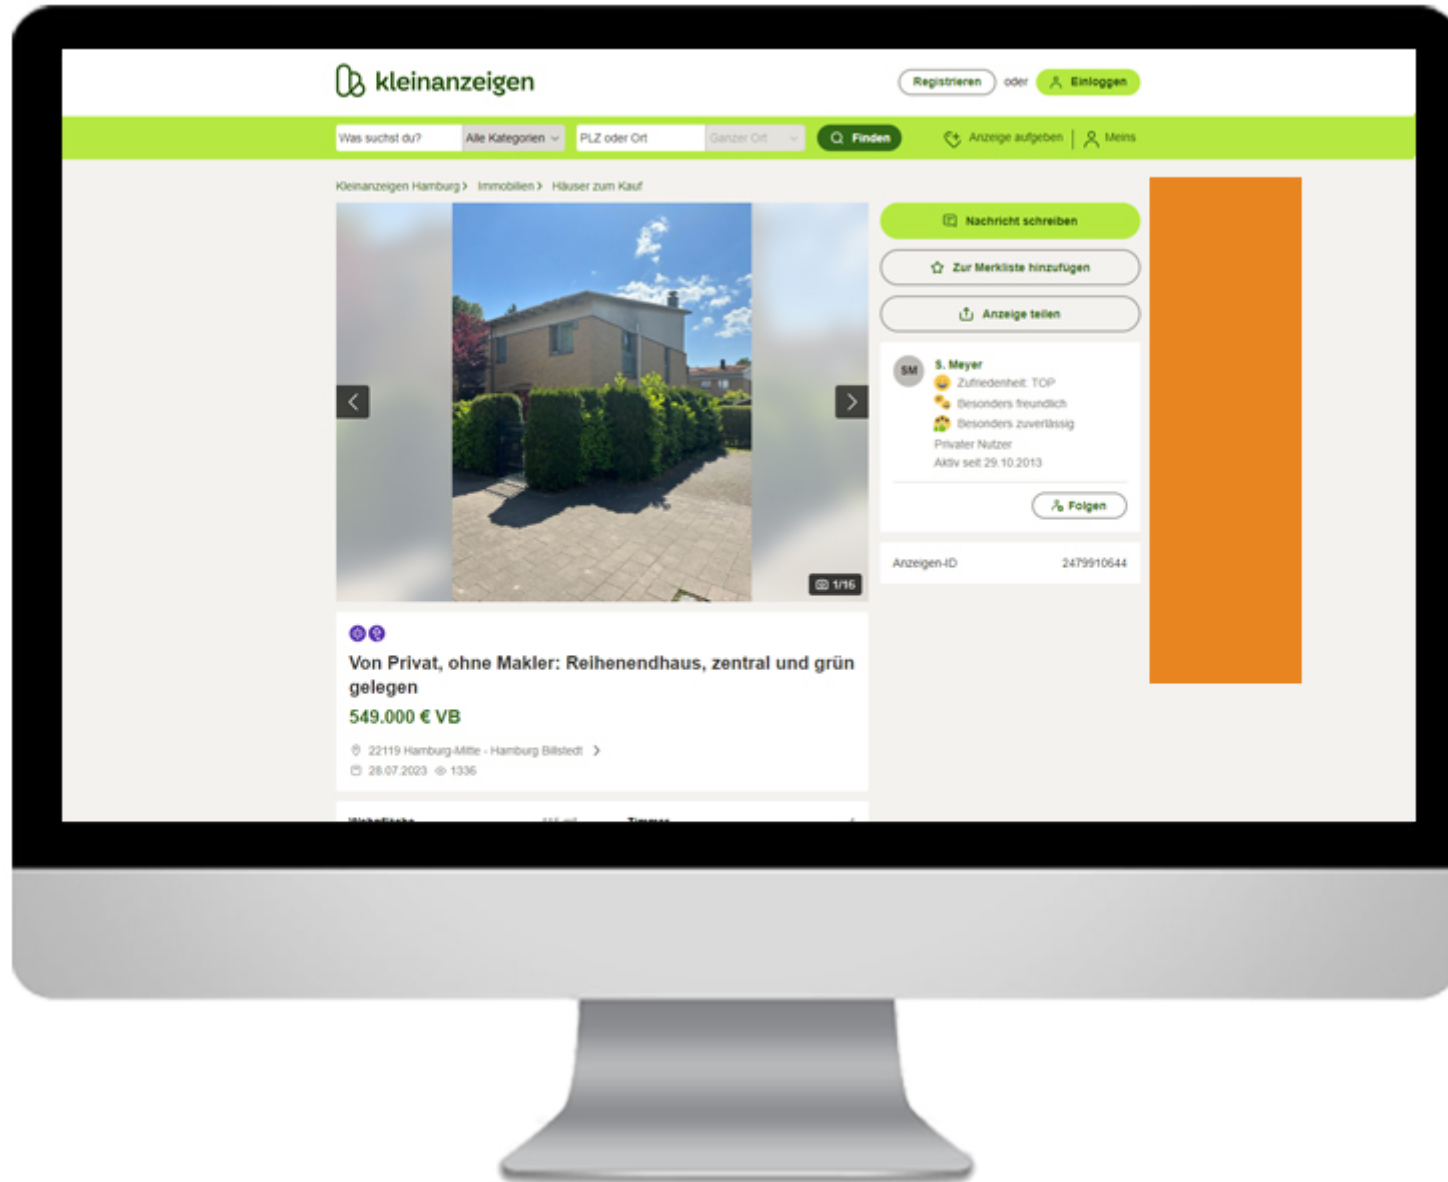 kleinanzeigen
Registrieren oder Einloggen
Was suchst du? Alle Kategorien PLZ oder Ort Ganzer Ort Finden Anzeige aufgeben Meins
Kleinanzeigen Hamburg > Immobilien > Häuser zum Kauf
Nachricht schreiben
Zur Merkliste hinzufügen
Anzeige teilen
SM S. Meyer
Zufriedenheit: TOP
Besonders freundlich
Besonders zuverlässig
Privater Nutzer
Aktiv seit 29.10.2013
Folgen
Anzeigen-ID 2479910644
1/16
Von Privat, ohne Makler: Reihenendhaus, zentral und grün
gelegen
549.000 € VB
22119 Hamburg-Mitte - Hamburg Billstedt
28.07.2023 1336
Wohnfläche Zimmer